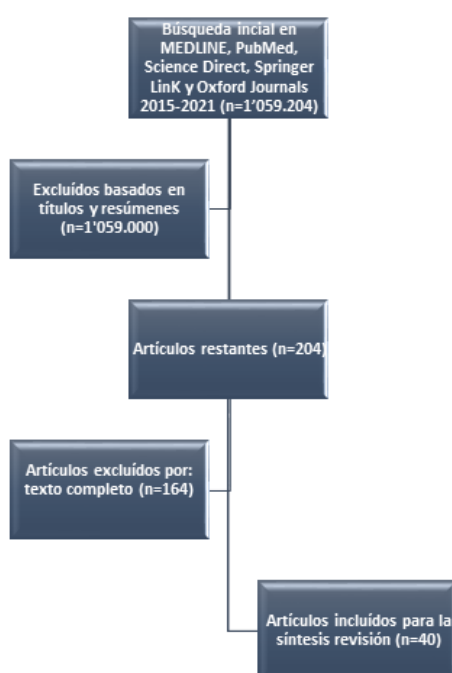 Búsqueda incial en
MEDLINE, PubMed,
Science Direct, Springer
LinK y Oxford Journals
2015-2021 (n=1’059.204)
Excluídos basados en
títulos y resúmenes
(n=1'059.000)
Artículos restantes (n=204)
Artículos excluídos por:
texto completo (n=164)
Artículos incluídos para la
síntesis revisión (n=40)